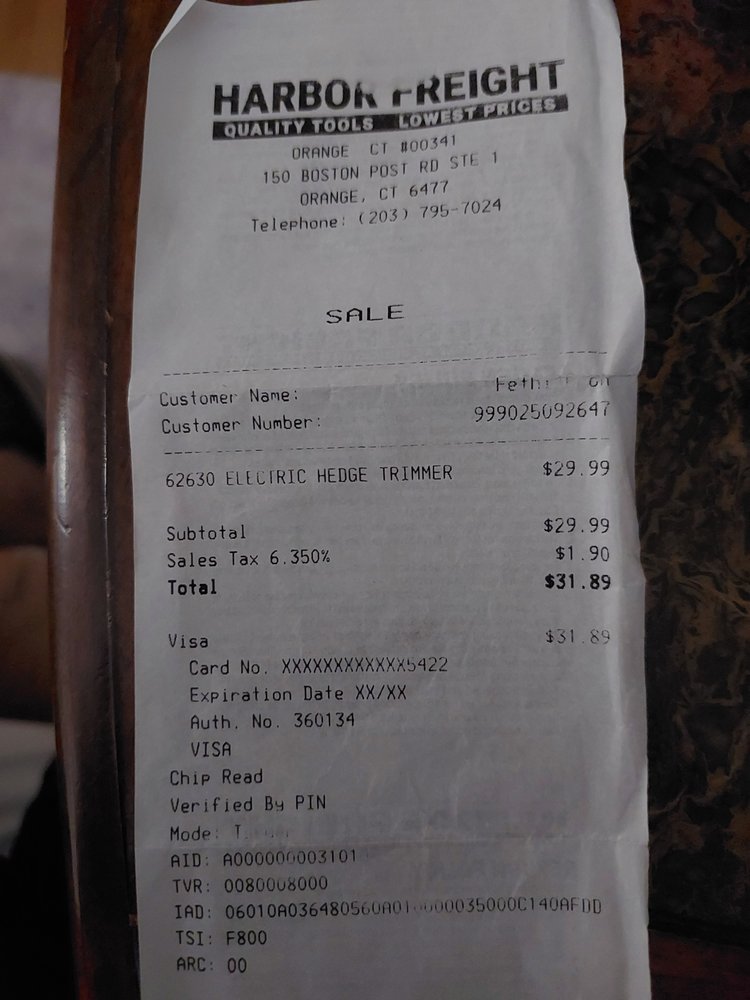 HARBOR FREIGHT
QUALITY TOOLS LOWEST PRICES
ORANGE CT #00341
150 BOSTON POST RD STE 1
ORANGE, CT 6477
Telephone: (203) 795-7024
SALE
Customer Name:
Customer Number: 999025092647
62630 ELECTRIC HEDGE TRIMMER $29.99
Subtotal $29.99
Sales Tax 6.350% $1.90
Total $31.89
Visa $31.89
Card No. XXXXXXXXXXXX5422
Expiration Date XX/XX
Auth. No. 360134
VISA
Chip Read
Verified By PIN
Mode:
AID: A0000000003101
TVR: 0080008000
IAD:
TSI: F800
ARC: 00